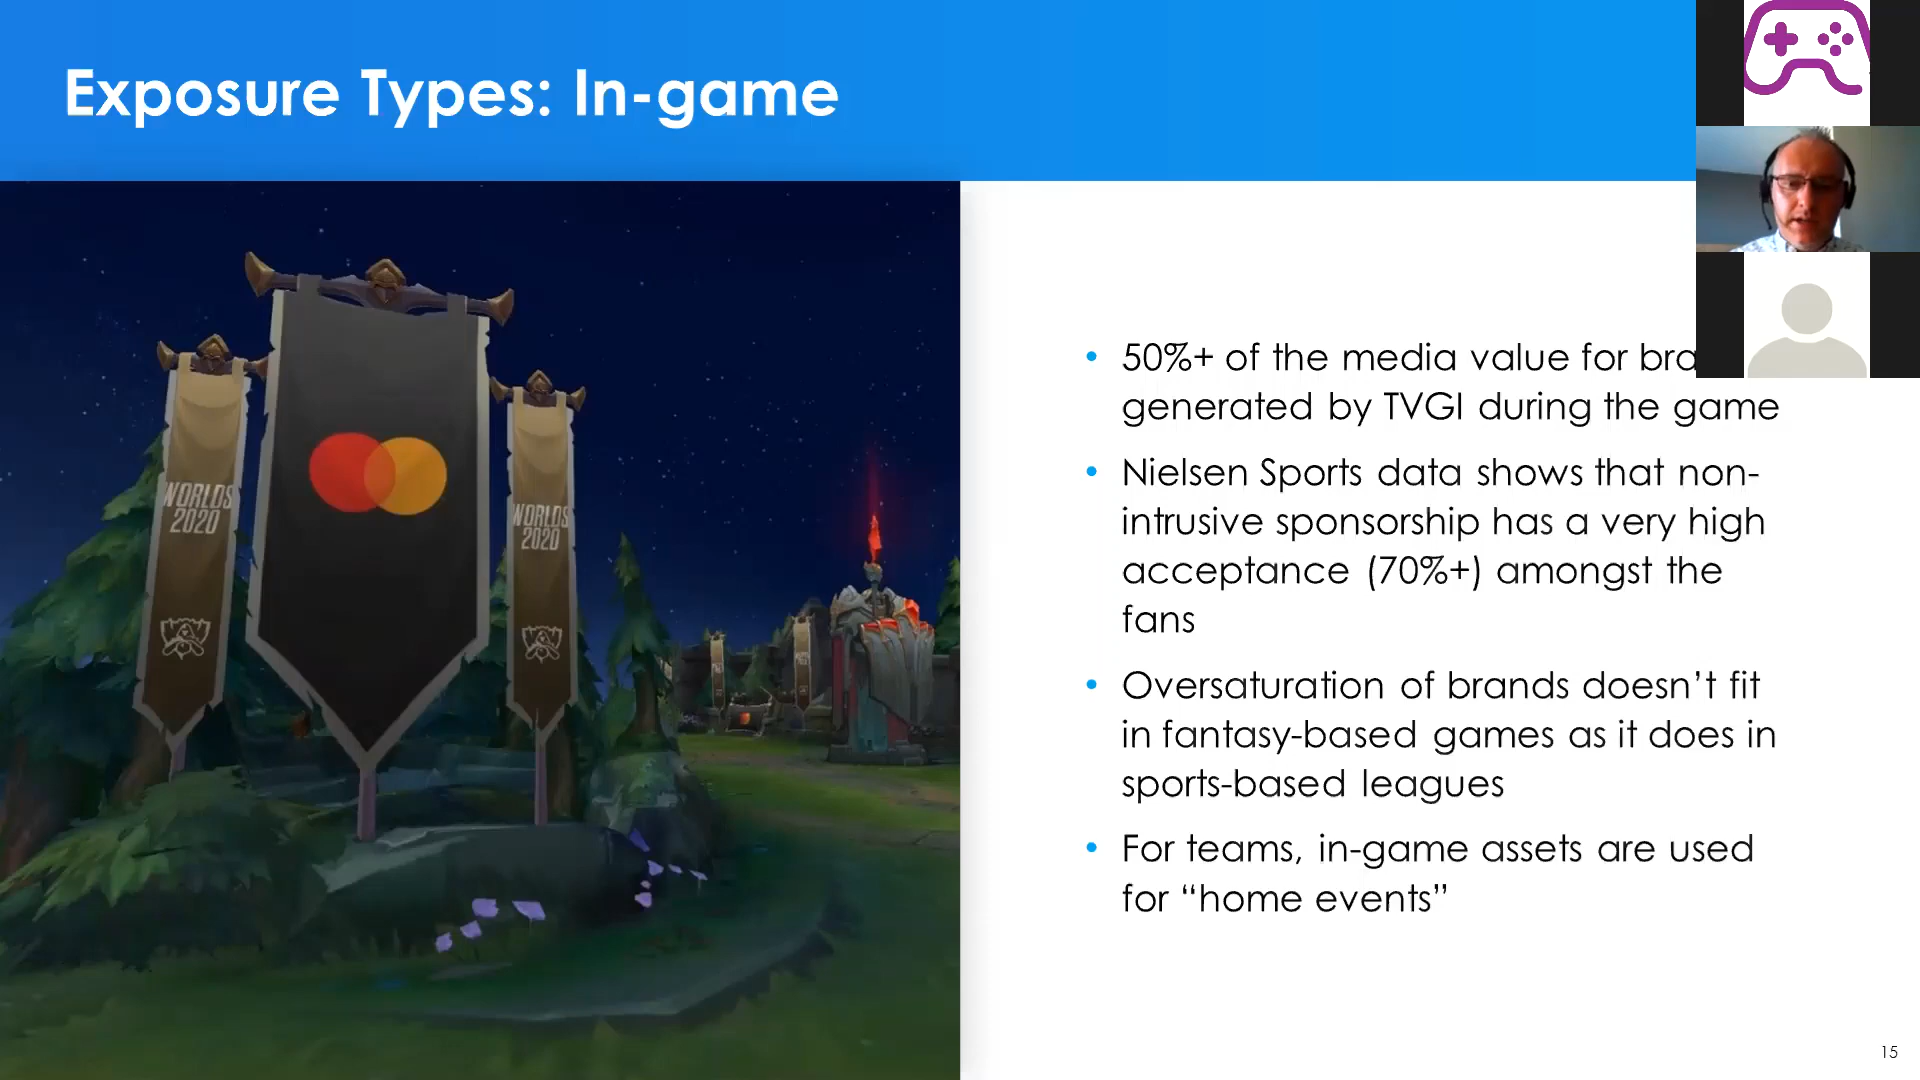 Exposure Types: In-game
WORLDS
2020
WORLDS
2020
• 50%+ of the media value for
generated by TVGI during the game
• Nielsen Sports data shows that non-
intrusive sponsorship has a very high
acceptance (70%+) amongst the
fans
• Oversaturation of brands doesn’t fit
in fantasy-based games as it does in
sports-based leagues
• For teams, in-game assets are used
for “home events”
15